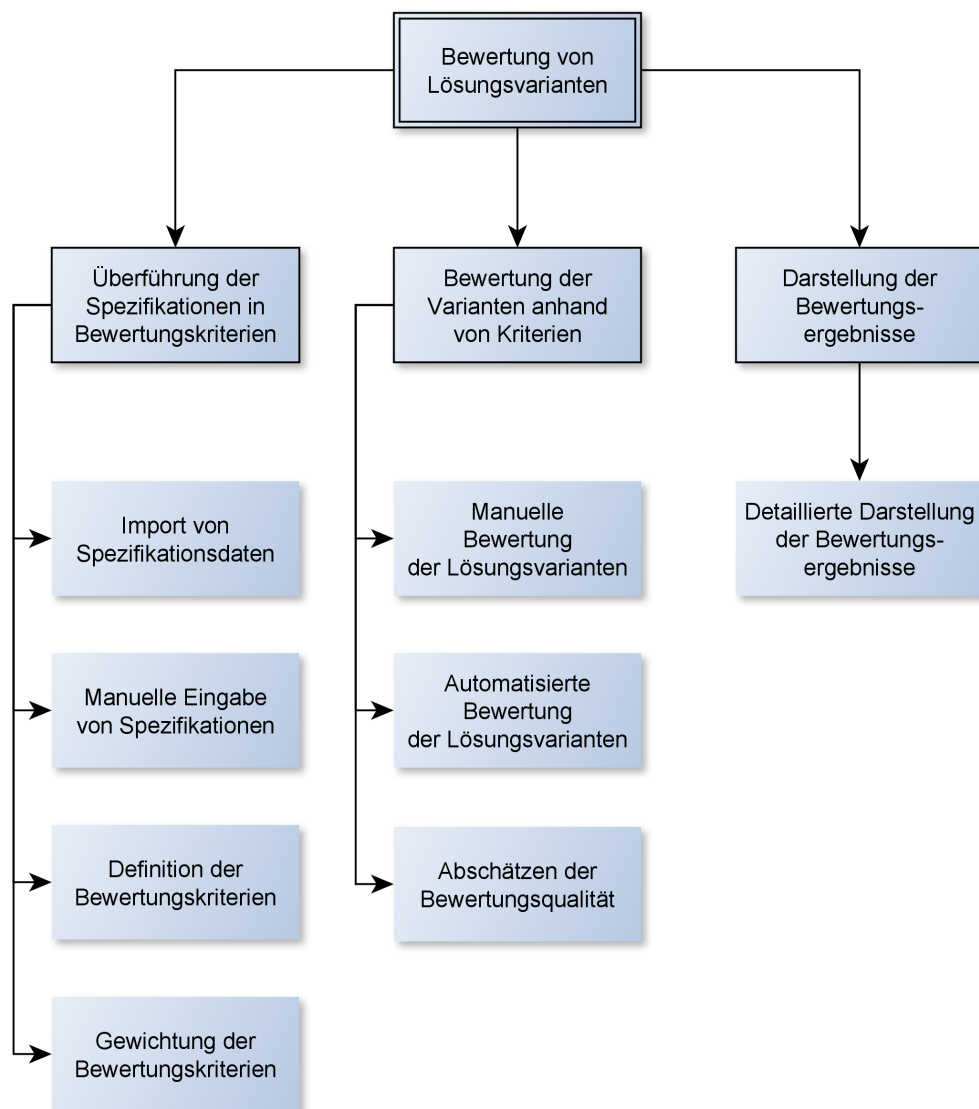 Bewertung von
Lösungsvarianten
Überführung der
Spezifikationen in
Bewertungskriterien
Bewertung der
Varianten anhand
von Kriterien
Darstellung der
Bewertungs-
ergebnisse
Import von
Spezifikationsdaten
Manuelle
Bewertung
der Lösungsvarianten
Detaillierte Darstellung
der Bewertungs-
ergebnisse
Manuelle Eingabe
von Spezifikationen
Automatisierte
Bewertung
der Lösungsvarianten
Definition der
Bewertungskriterien
Abschätzen der
Bewertungsqualität
Gewichtung der
Bewertungskriterien